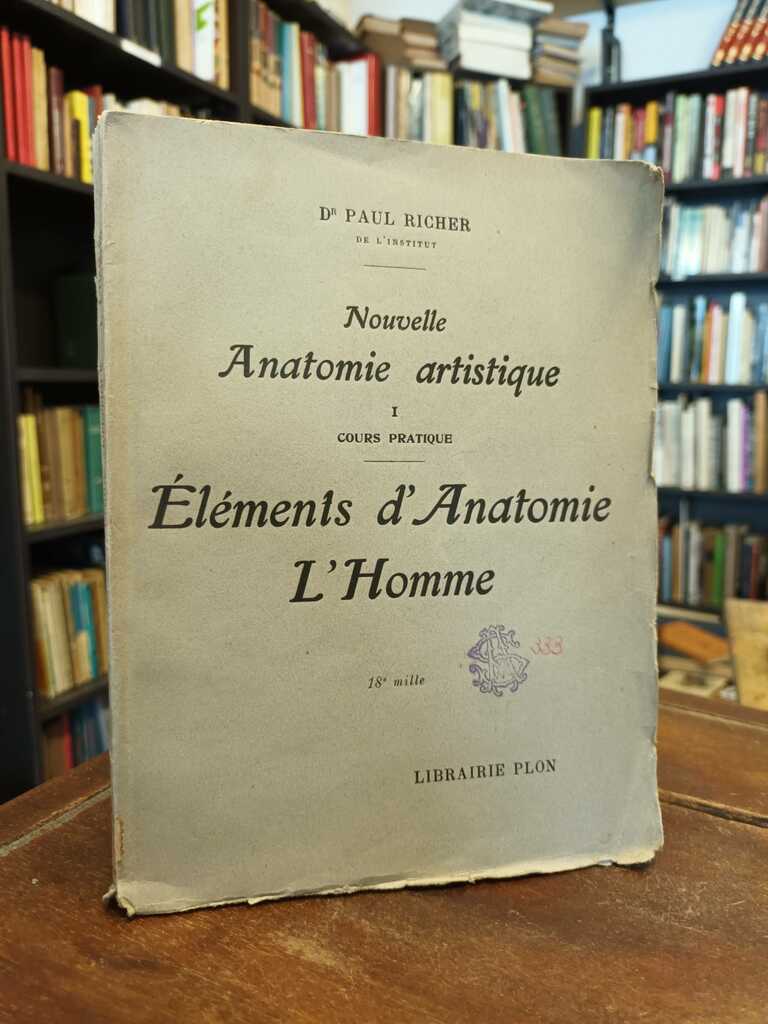 Dr PAUL RICHER
DE L'INSTITUT
Nouvelle
Anatomie artistique
I
COURS PRATIQUE
Éléments d'Anatomie
L'Homme
18e mille
333
LIBRAIRIE PLON